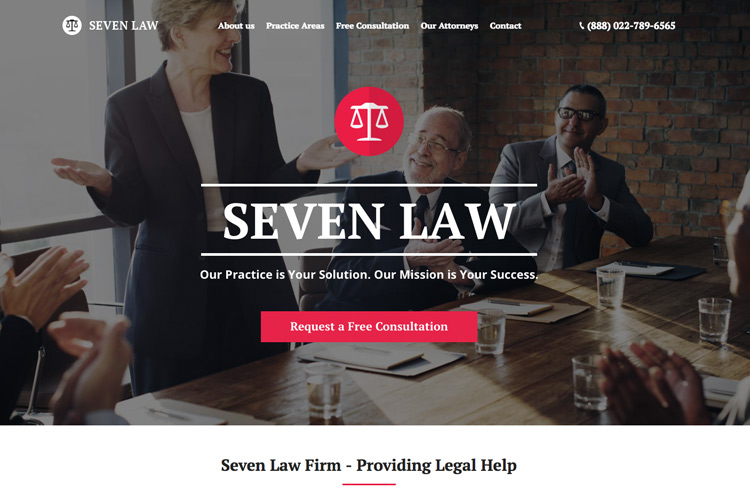 SEVEN LAW
About us Practice Areas Free Consultation Our Attorneys Contact
(888) 022-789-6565
SEVEN LAW
Our Practice is Your Solution. Our Mission is Your Success.
Request a Free Consultation
Seven Law Firm - Providing Legal Help